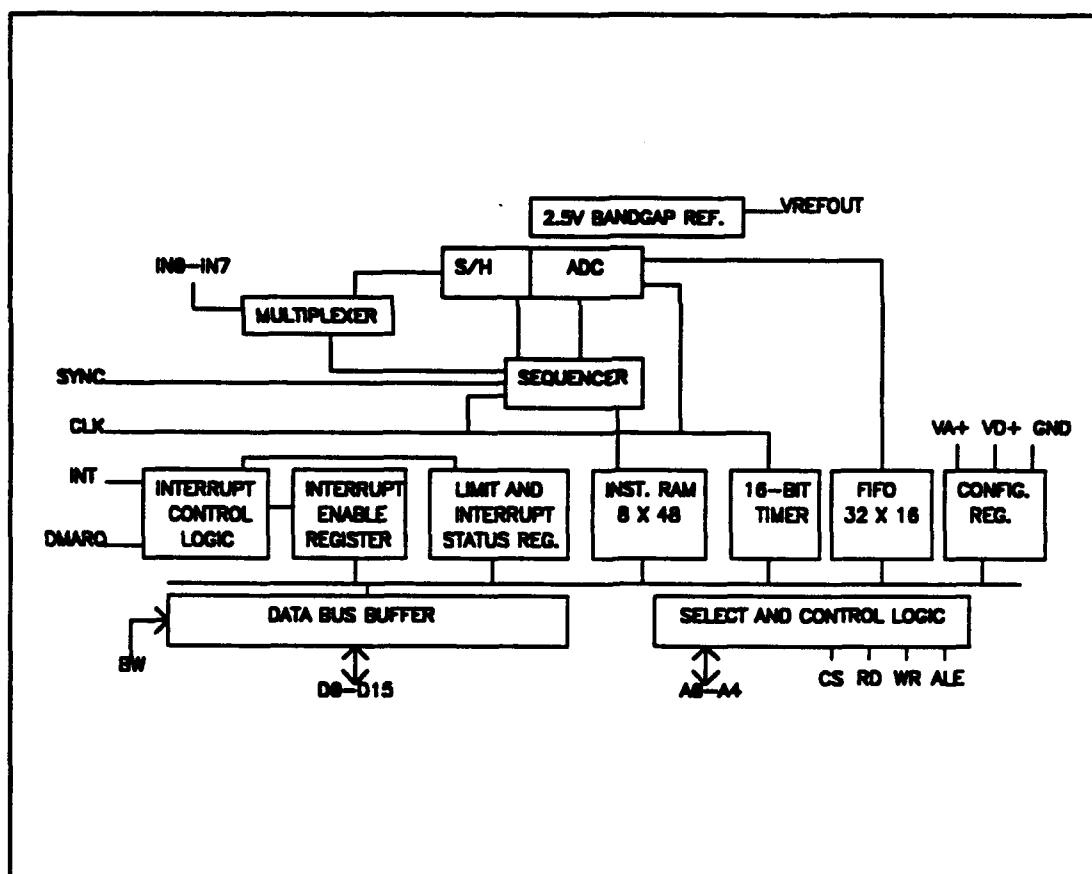 2.5V BANDGAP REF.
VREFOUT
IN0-IN7
S/H
ADC
MULTIPLEXER
SYNC
SEQUENCER
CLK
VA+ VD+ GND
INT
DMARQ
INTERRUPT
CONTROL
LOGIC
INTERRUPT
ENABLE
REGISTER
LIMIT AND
INTERRUPT
STATUS REG.
INST. RAM
8 X 48
16-BIT
TIMER
FIFO
32 X 16
CONFIG.
REG.
DATA BUS BUFFER
SELECT AND CONTROL LOGIC
BW
D0-D15
A0-A4
CS RD WR ALE